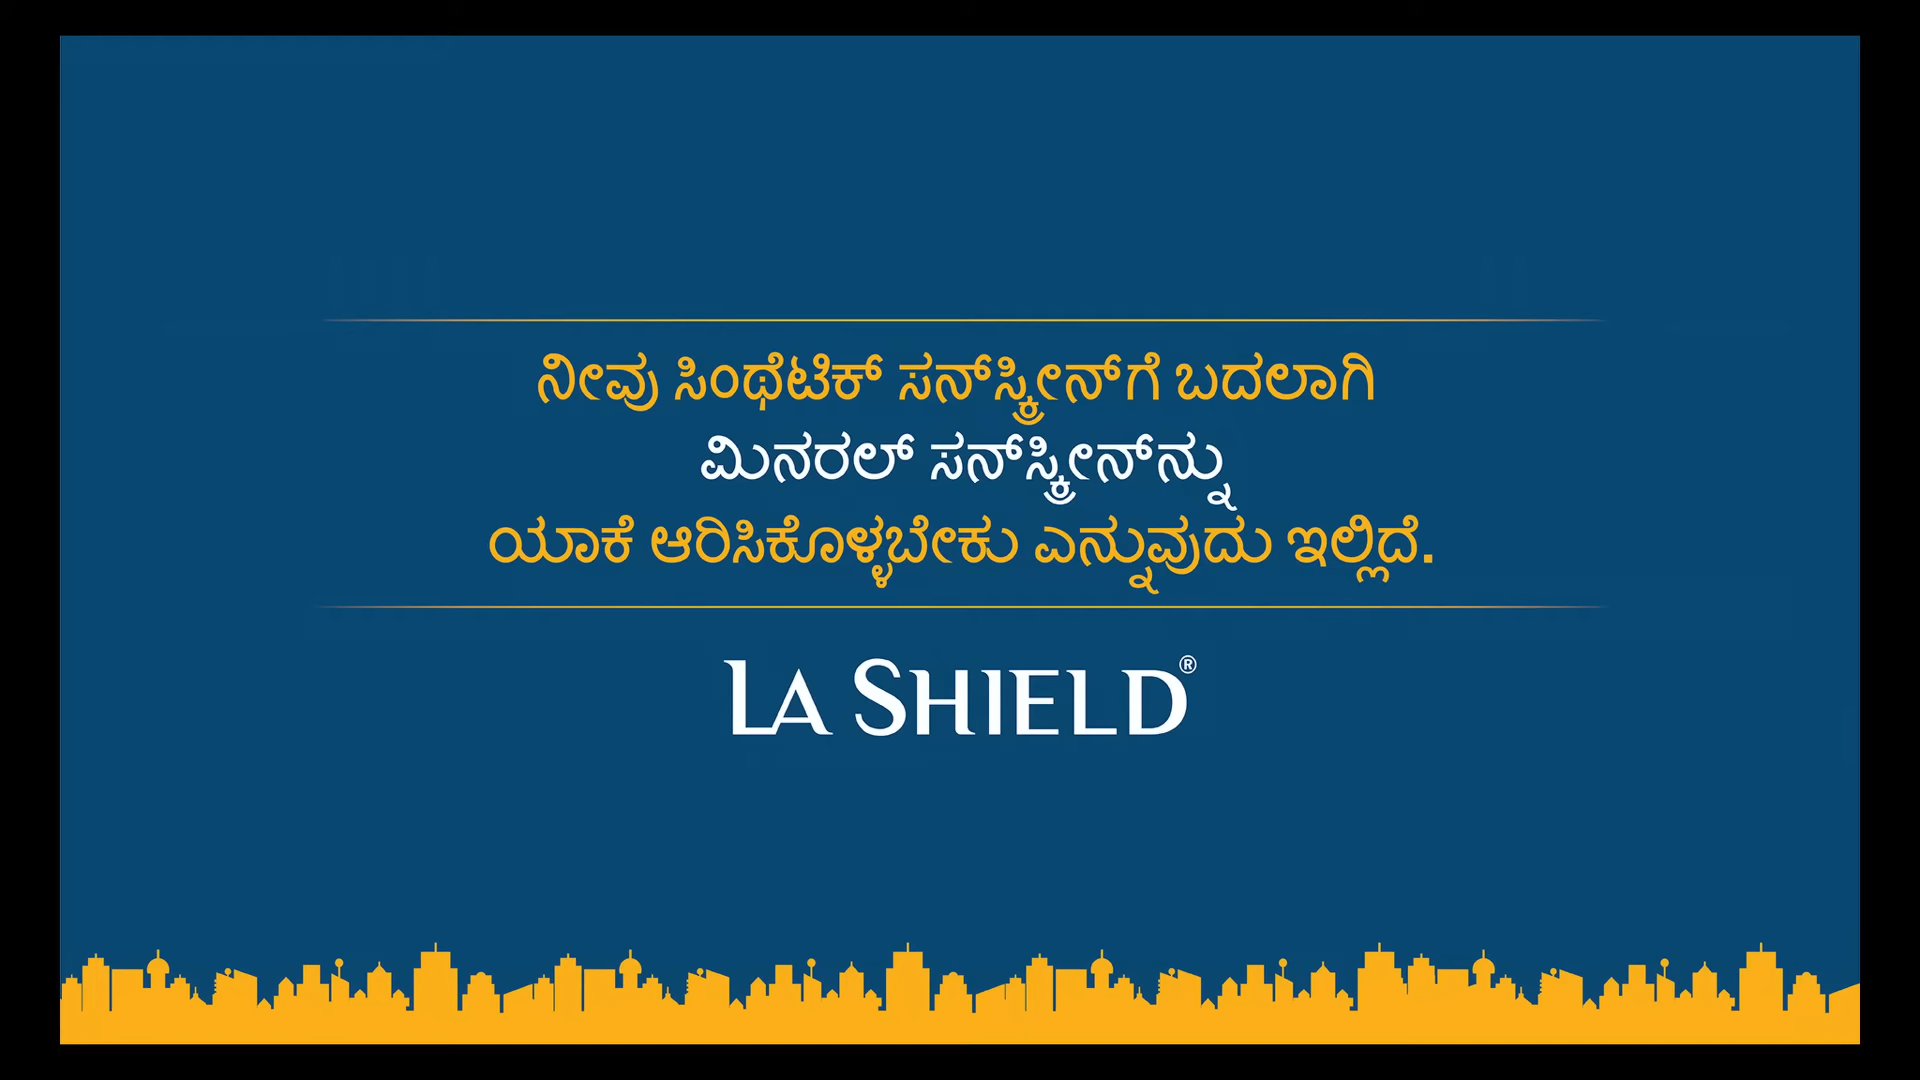 ನೀವು ಸಿಂಥೆಟಿಕ್ ಸನ್‌ಸ್ಕ್ರೀನ್‌ಗೆ ಬದಲಾಗಿ
ಮಿನರಲ್ ಸನ್‌ಸ್ಕ್ರೀನ್‌ನ್ನು
ಯಾಕೆ ಆರಿಸಿಕೊಳ್ಳಬೇಕು ಎನ್ನುವುದು ಇಲ್ಲಿದೆ.
LA SHIELD®